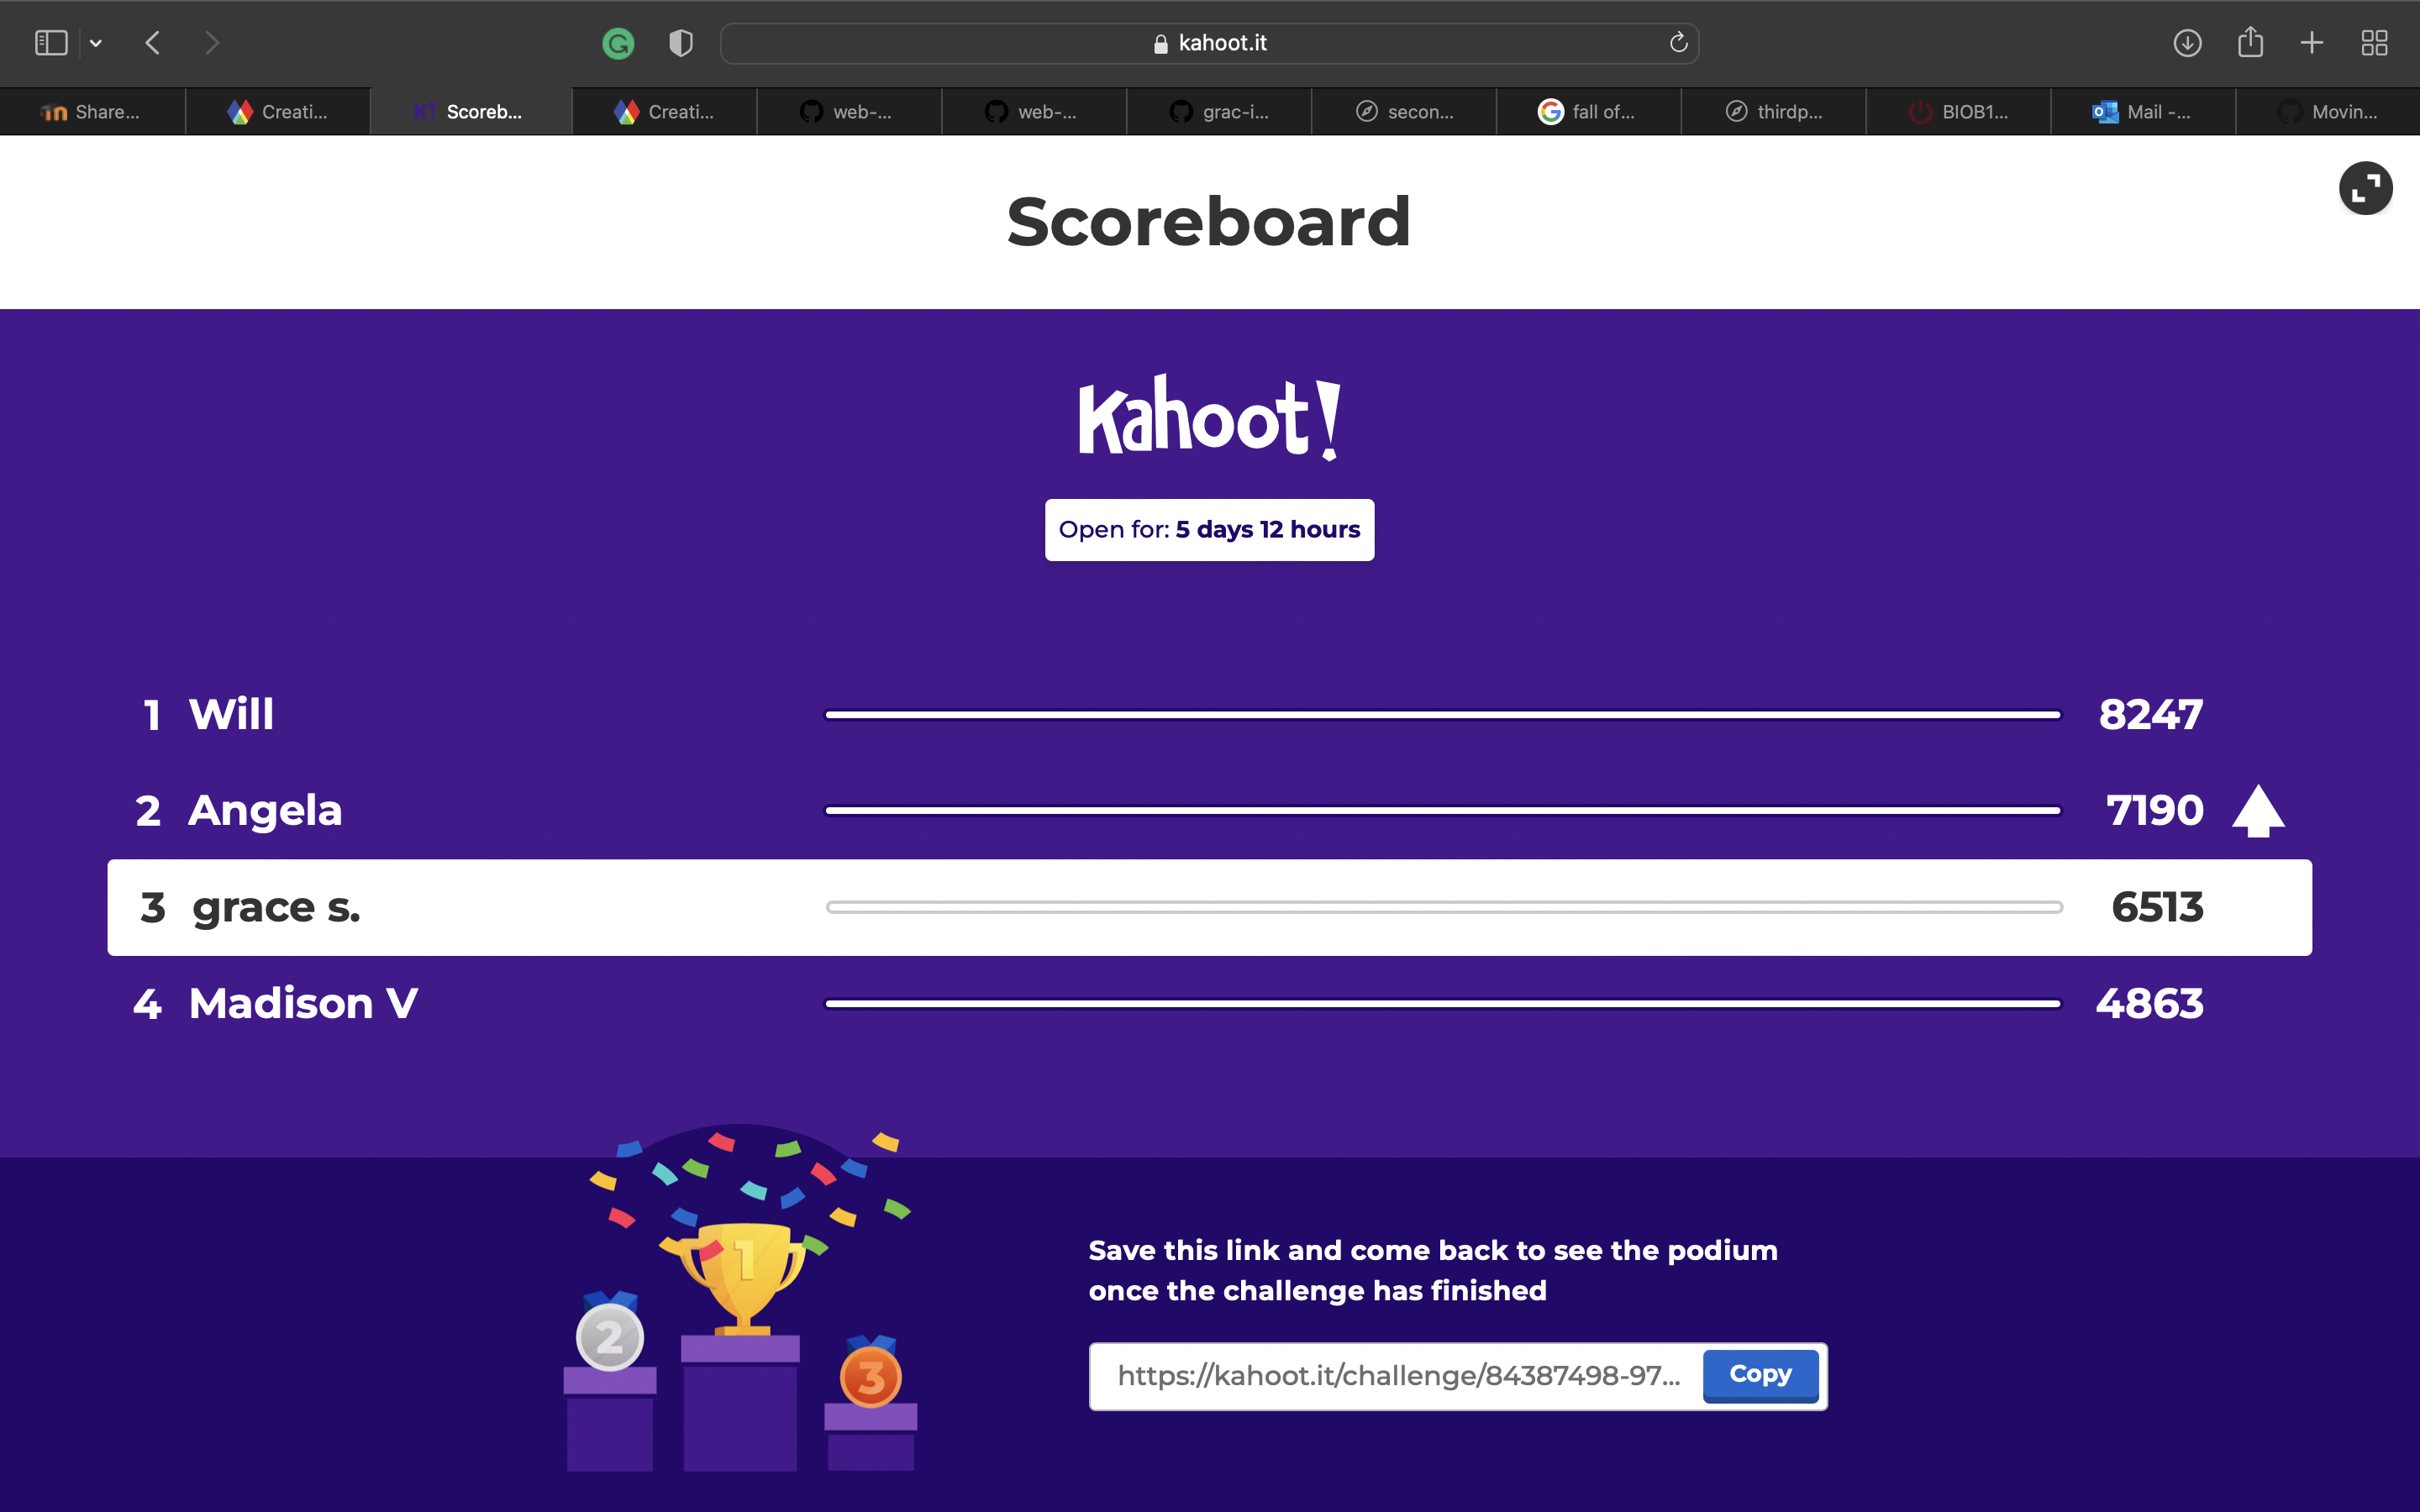 kahoot.it
Share...
Creati...
K!
Scoreb...
Creati...
web-...
web-...
grac-i...
secon...
G
fall of...
thirdp...
BIOB1...
Mail -...
Movin...
Scoreboard
Kahoot!
Open for: 5 days 12 hours
1 Will 8247
2 Angela 7190
3 grace s. 6513
4 Madison V 4863
1
2
3
Save this link and come back to see the podium
once the challenge has finished
https://kahoot.it/challenge/84387498-97... Copy